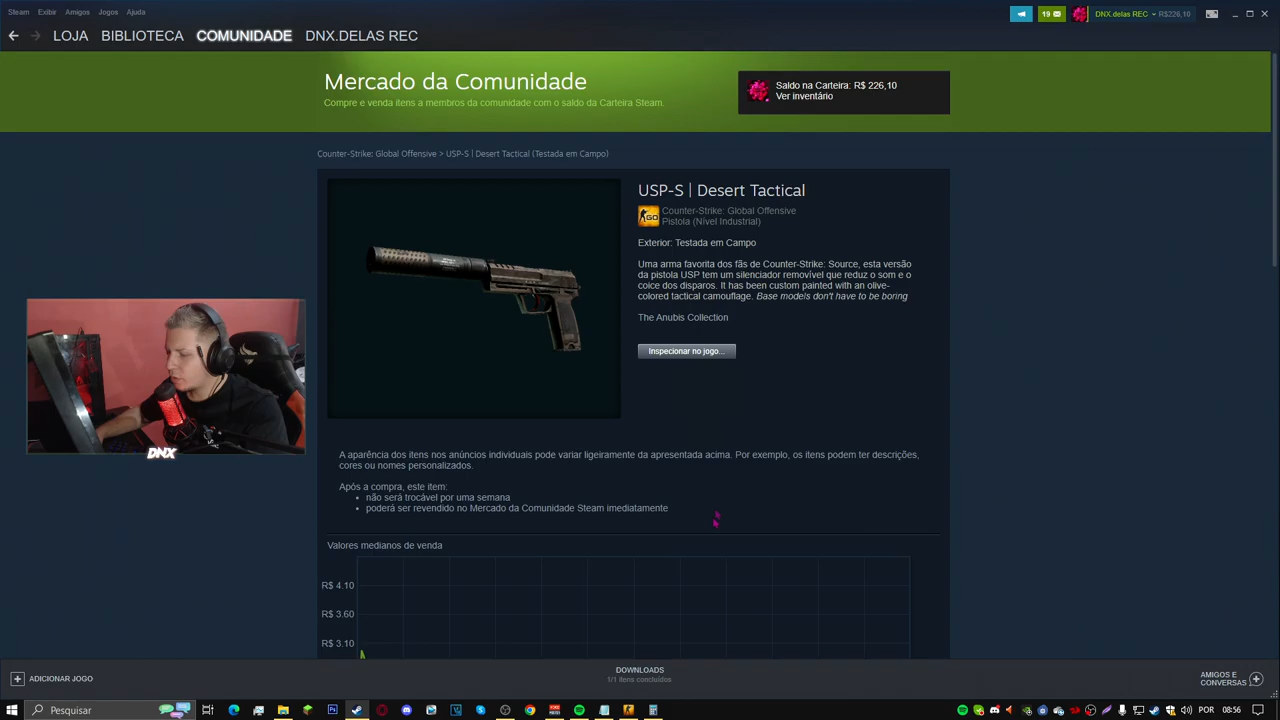 Steam Exibir Amigos Jogos Ajuda
19
DNX.delas REC
R$226,10
LOJA BIBLIOTECA COMUNIDADE DNX.DELAS REC
Mercado da Comunidade
Compre e venda itens a membros da comunidade com o saldo da Carteira Steam.
Saldo na Carteira: R$ 226,10
Ver inventário
Counter-Strike: Global Offensive > USP-S | Desert Tactical (Testada em Campo)
USP-S | Desert Tactical
GO
Counter-Strike: Global Offensive
Pistola (Nível Industrial)
Exterior: Testada em Campo
Uma arma favorita dos fãs de Counter-Strike: Source, esta versão
da pistola USP tem um silenciador removível que reduz o som e o
coice dos disparos. It has been custom painted with an olive-
colored tactical camouflage. Base models don't have to be boring
The Anubis Collection
Inspecionar no jogo...
DNX
A aparência dos itens nos anúncios individuais pode variar ligeiramente da apresentada acima. Por exemplo, os itens podem ter descrições,
cores ou nomes personalizados.
Após a compra, este item:
• não será trocável por uma semana
• poderá ser revendido no Mercado da Comunidade Steam imediatamente
Valores medianos de venda
R$ 4.10
R$ 3.60
R$ 3.10
ADICIONAR JOGO
DOWNLOADS
1/1 itens concluídos
AMIGOS E
CONVERSAS
Pesquisar
POR
08:56